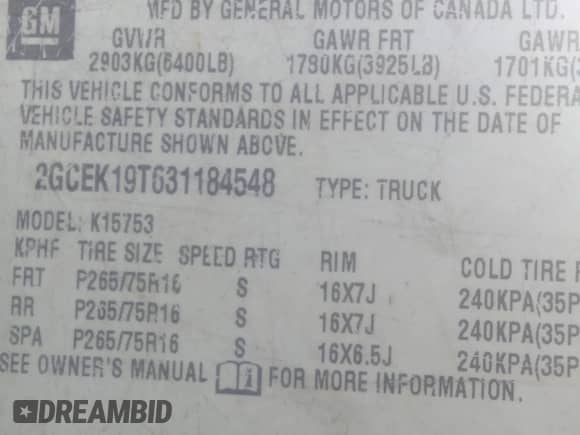 GM
MFD BY GENERAL MOTORS OF CANADA LTD.
GVWR GAWR FRT GAWR
2903KG(6400LB) 1780KG(3925LB) 1701KG(3
THIS VEHICLE CONFORMS TO ALL APPLICABLE U.S. FEDERA
VEHICLE SAFETY STANDARDS IN EFFECT ON THE DATE OF
MANUFACTURE SHOWN ABOVE.
2GCEK19T631184548 TYPE: TRUCK
MODEL: K15753
KPHF TIRE SIZE SPEED RTG RIM COLD TIRE P
FRT P265/75R16 S 16X7J 240KPA(35P
RR P265/75R16 S 16X7J 240KPA(35P
SPA P265/75R16 S 16X6.5J 240KPA(35P
SEE OWNER'S MANUAL i FOR MORE INFORMATION.
DREAMBID